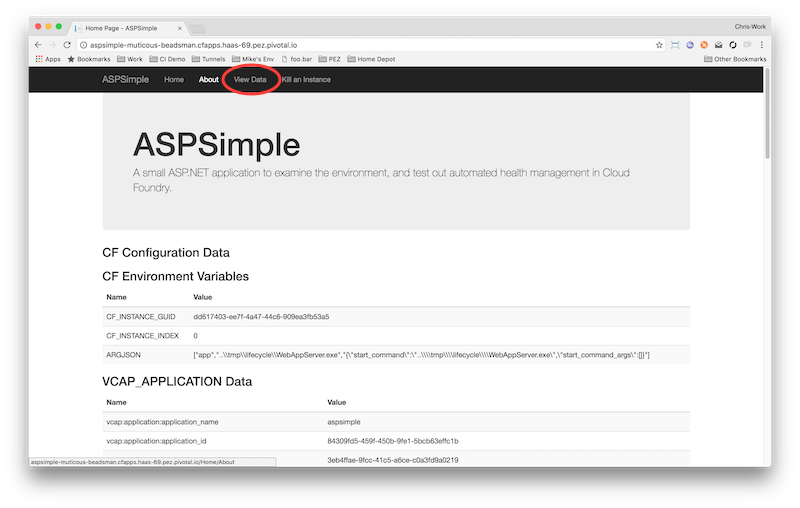 Home Page - ASPSimple
Chris-Work
aspsimple-muticous-beadsman.cfapps.haas-69.pez.pivotal.io
Apps Bookmarks Work CI Demo Tunnels Mike's Env foo.bar PEZ Home Depot Other Bookmarks
ASPSimple Home About View Data Kill an Instance
ASPSimple
A small ASP.NET application to examine the environment, and test out automated health management in Cloud
Foundry.
CF Configuration Data
CF Environment Variables
Name Value
CF_INSTANCE_GUID dd617403-ee7f-4a47-44c6-909ea3fb53a5
CF_INSTANCE_INDEX 0
ARGJSON ["app","..\\tmp\\lifecycle\\WebAppServer.exe","{\"start_command\":\"..\\\\tmp\\\\lifecycle\\\\WebAppServer.exe\",\"start_command_args\":[]}"]
VCAP_APPLICATION Data
Name Value
vcap:application:application_name aspsimple
vcap:application:application_id 84309fd5-459f-450b-9fe1-5bcb63effc1b
3eb4ffae-9fcc-41c5-a6ce-c0a3fd9a0219
aspsimple-muticous-beadsman.cfapps.haas-69.pez.pivotal.io/Home/About